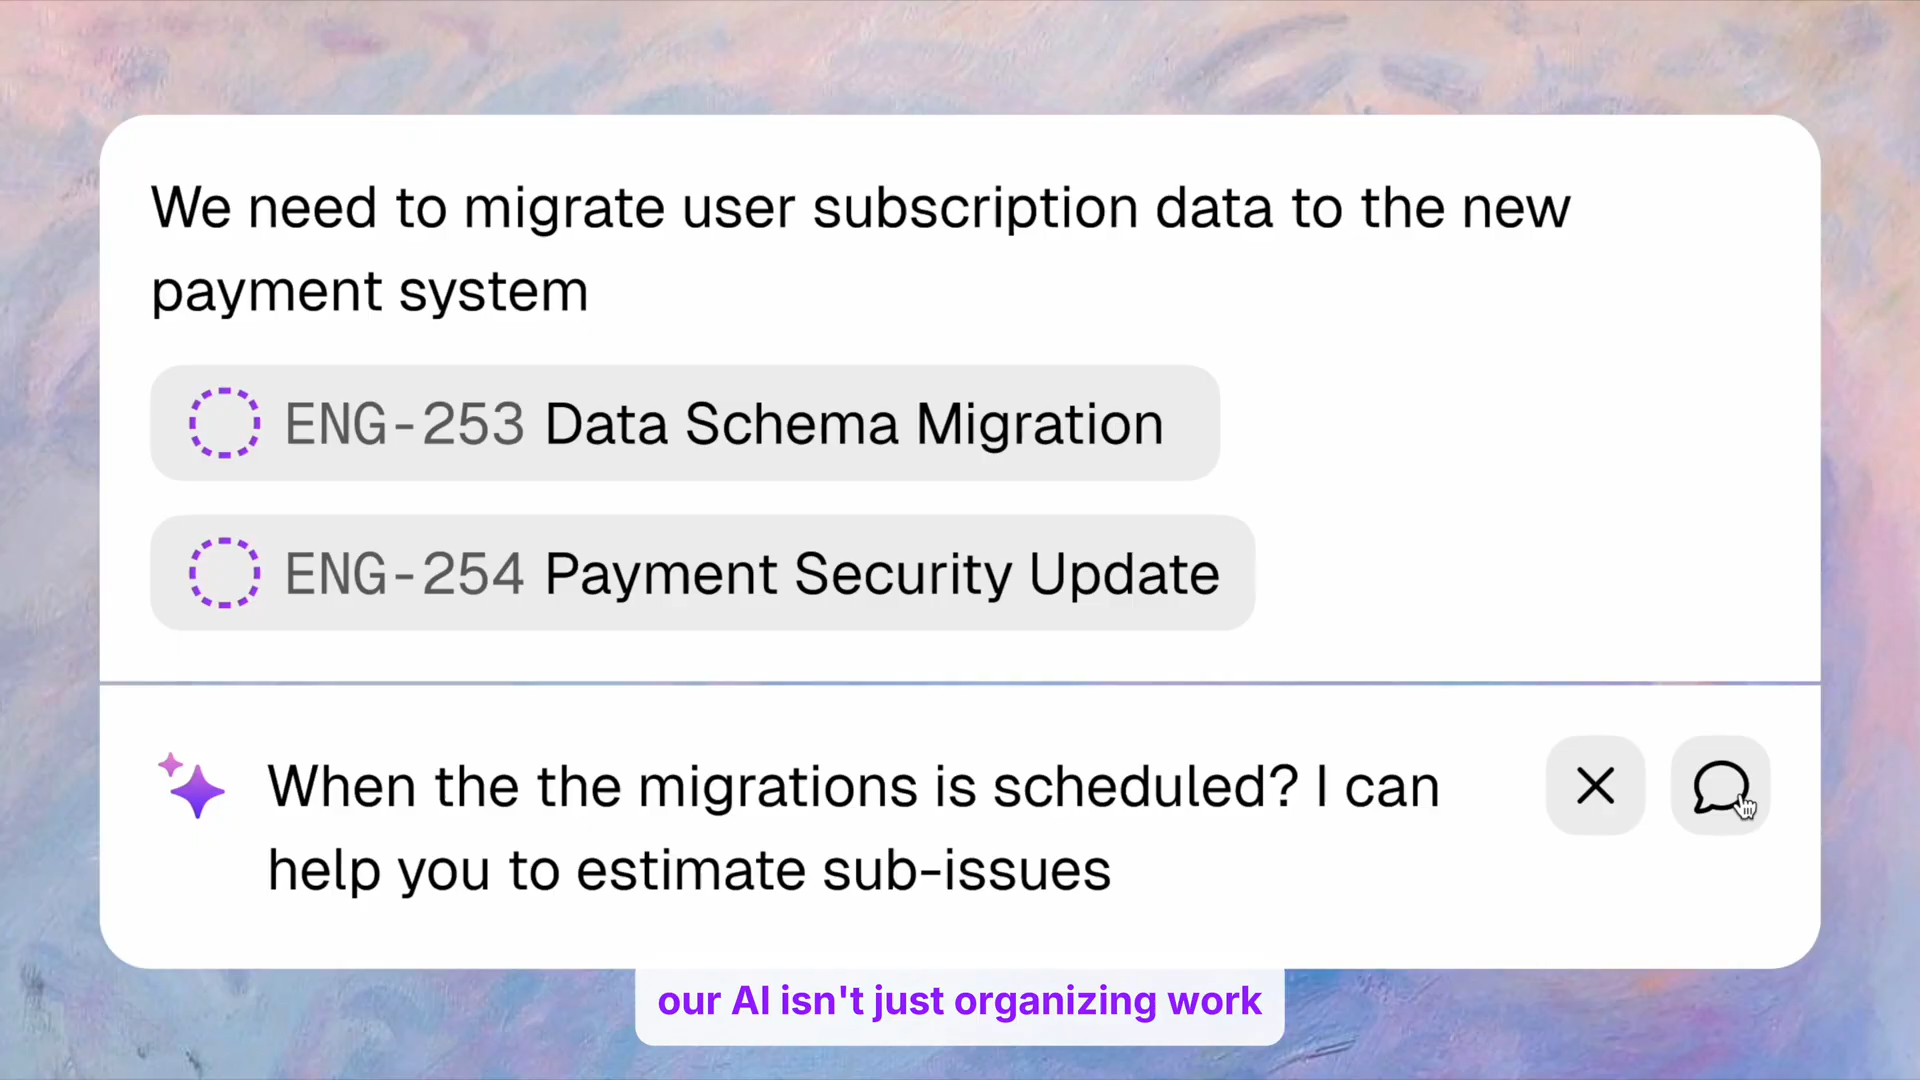 We need to migrate user subscription data to the new
payment system
ENG-253 Data Schema Migration
ENG-254 Payment Security Update
When the the migrations is scheduled? I can
help you to estimate sub-issues
our AI isn't just organizing work